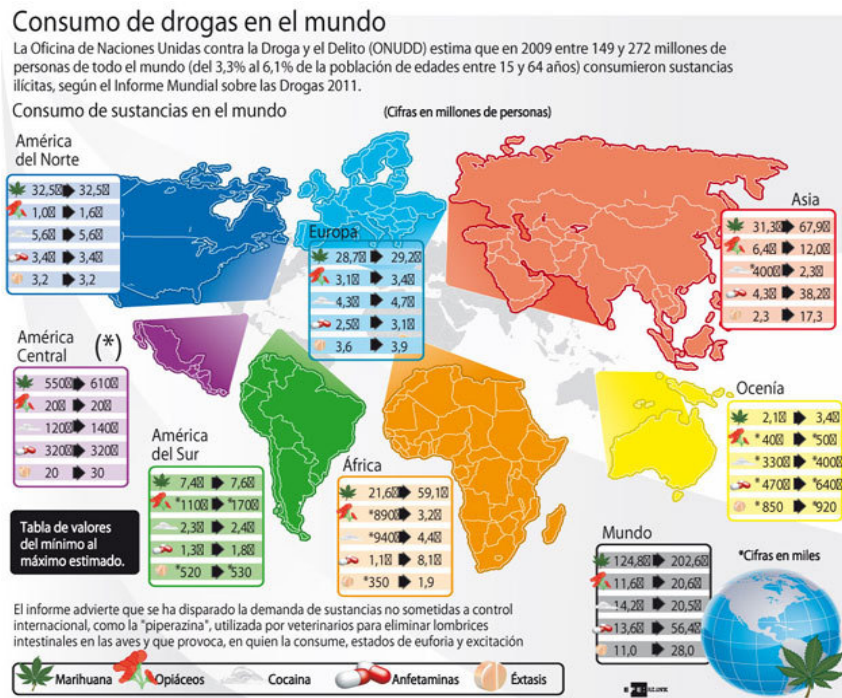 Consumo de drogas en el mundo
La Oficina de Naciones Unidas contra la Droga y el Delito (ONUDD) estima que en 2009 entre 149 y 272 millones de
personas de todo el mundo (del 3,3% al 6,1% de la población de edades entre 15 y 64 años) consumieron sustancias
ilícitas, según el Informe Mundial sobre las Drogas 2011.
Consumo de sustancias en el mundo
(Cifras en millones de personas)
América
del Norte
32,5 32,5
1,0 1,6
5,6 5,6
3,4 3,4
3,2 3,2
Europa
28,7 29,2
3,1 3,4
4,3 4,7
2,5 3,1
3,6 3,9
Asia
31,3 67,9
6,4 12,0
*400 2,3
4,3 38,2
2,3 17,3
América
Central (*)
550 610
20 20
120 140
320 320
20 30
América
del Sur
7,4 7,6
*110 *170
2,3 2,4
1,3 1,8
*520 *530
África
21,6 59,1
*890 3,2
*940 4,4
1,1 8,1
*350 1,9
Ocenía
2,1 3,4
*40 *50
*330 *400
*470 *640
*850 *920
Tabla de valores
del mínimo al
máximo estimado.
Mundo
124,8 202,6
11,6 20,6
14,2 20,5
13,6 56,4
11,0 28,0
*Cifras en miles
El informe advierte que se ha disparado la demanda de sustancias no sometidas a control
internacional, como la "piperazina", utilizada por veterinarios para eliminar lombrices
intestinales en las aves y que provoca, en quien la consume, estados de euforia y excitación
Marihuana Opiáceos Cocaina Anfetaminas Éxtasis